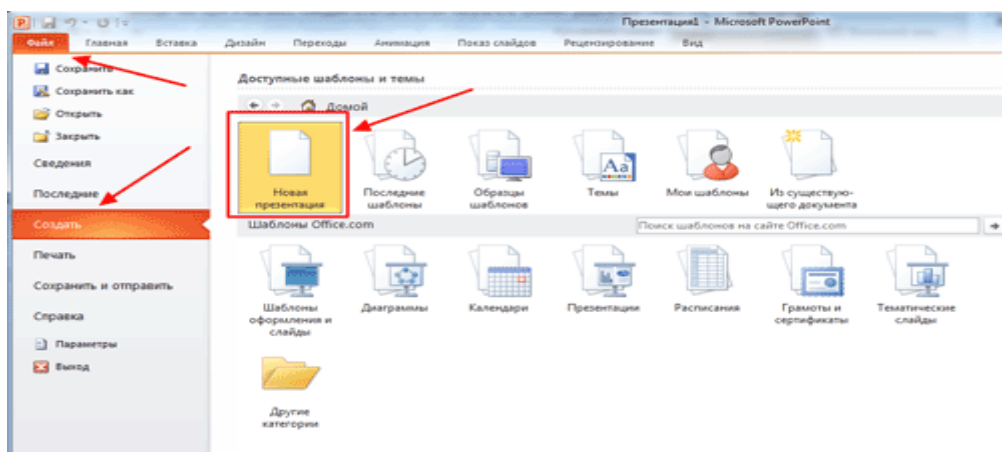 Презентация1 - Microsoft PowerPoint
Файл Главная Вставка Дизайн Переходы Анимация Показ слайдов Рецензирование Вид
Сохранить
Сохранить как
Открыть
Закрыть
Сведения
Последние
Создать
Печать
Сохранить и отправить
Справка
Параметры
Выход
Доступные шаблоны и темы
Домой
Новая
презентация
Последние
шаблоны
Образцы
шаблонов
Темы
Мои шаблоны
Из существую-
щего документа
Шаблоны Office.com
Поиск шаблонов на сайте Office.com
Шаблоны
оформления и
слайды
Диаграммы
Календари
Презентации
Расписания
Грамоты и
сертификаты
Тематические
слайды
Другие
категории